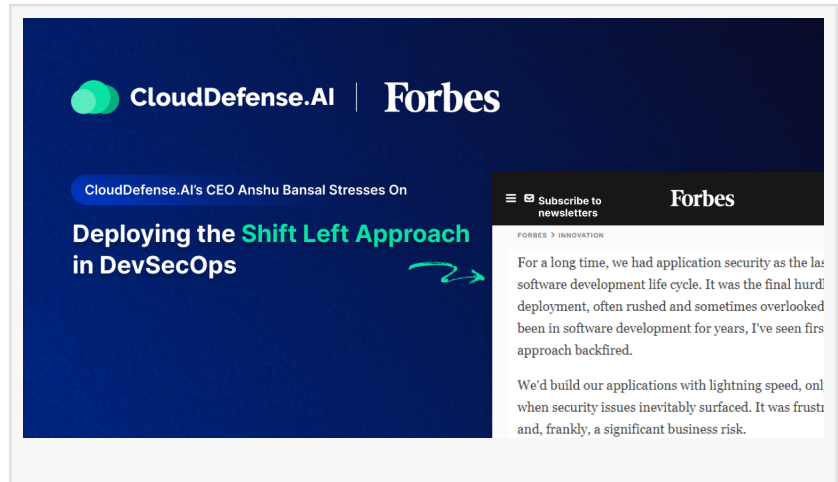 CloudDefense.AI | Forbes
CloudDefense.AI's CEO Anshu Bansal Stresses On
Deploying the Shift Left Approach
in DevSecOps
Subscribe to
newsletters
Forbes
FORBES > INNOVATION
For a long time, we had application security as the
software development life cycle. It was the final
deployment, often rushed and sometimes overlooked
been in software development for years, I've seen
approach backfired.
We'd build our applications with lightning speed,
when security issues inevitably surfaced. It was
and, frankly, a significant business risk.